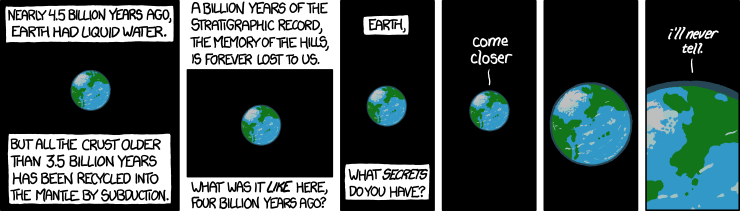 NEARLY 4.5 BILLION YEARS AGO,
EARTH HAD LIQUID WATER.
BUT ALL THE CRUST OLDER
THAN 3.5 BILLION YEARS
HAS BEEN RECYCLED INTO
THE MANTLE BY SUBDUCTION.
A BILLION YEARS OF THE
STRATIGRAPHIC RECORD,
THE MEMORY OF THE HILLS,
IS FOREVER LOST TO US.
WHAT WAS IT LIKE HERE,
FOUR BILLION YEARS AGO?
EARTH,
WHAT SECRETS
DO YOU HAVE?
come
closer
i'll never
tell.